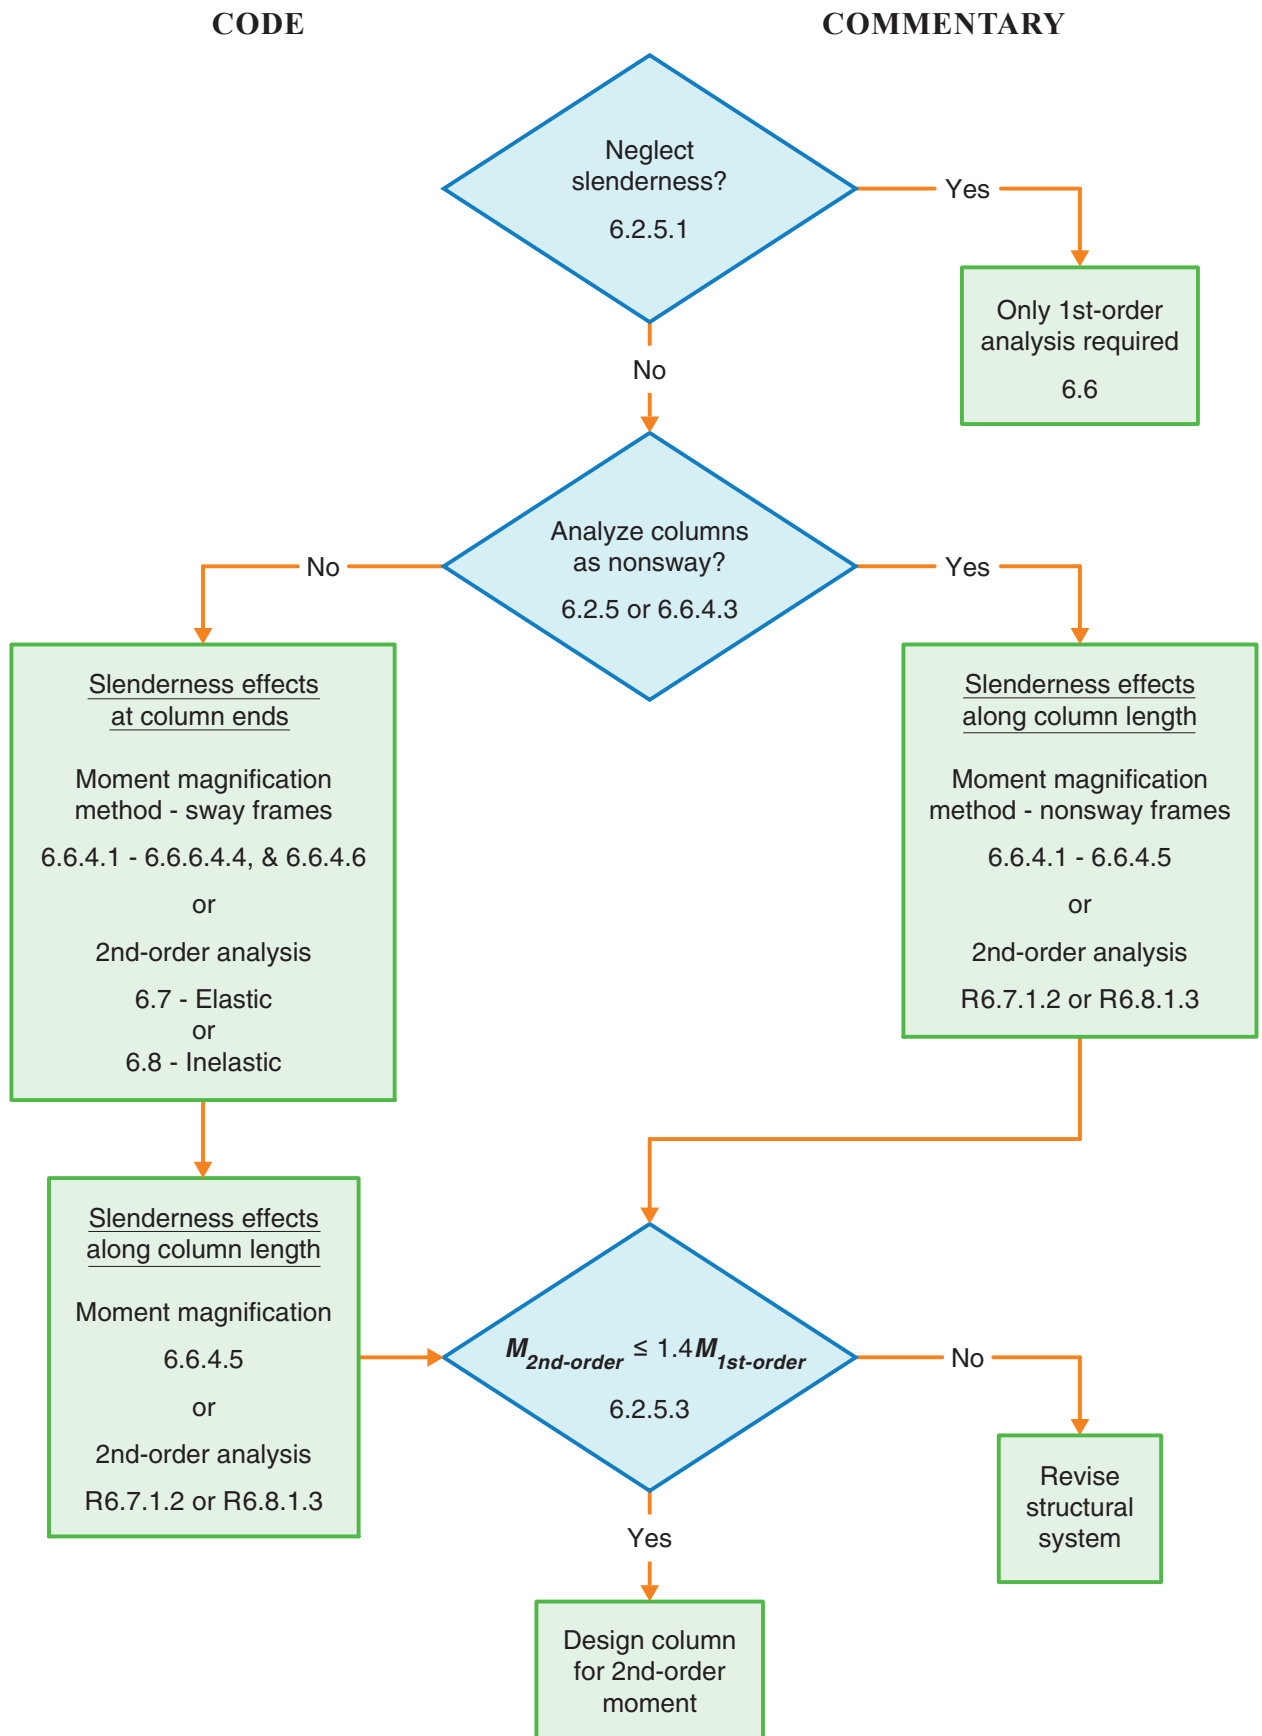 CODE
COMMENTARY
Neglect
slenderness?
6.2.5.1
Yes
Only 1st-order
analysis required
6.6
No
Analyze columns
as nonsway?
6.2.5 or 6.6.4.3
No
Yes
Slenderness effects
at column ends
Moment magnification
method - sway frames
6.6.4.1 - 6.6.6.4.4, & 6.6.4.6
or
2nd-order analysis
6.7 - Elastic
or
6.8 - Inelastic
Slenderness effects
along column length
Moment magnification
method - nonsway frames
6.6.4.1 - 6.6.4.5
or
2nd-order analysis
R6.7.1.2 or R6.8.1.3
Slenderness effects
along column length
Moment magnification
6.6.4.5
or
2nd-order analysis
R6.7.1.2 or R6.8.1.3
M2nd-order ≤ 1.4M1st-order
6.2.5.3
No
Revise
structural
system
Yes
Design column
for 2nd-order
moment